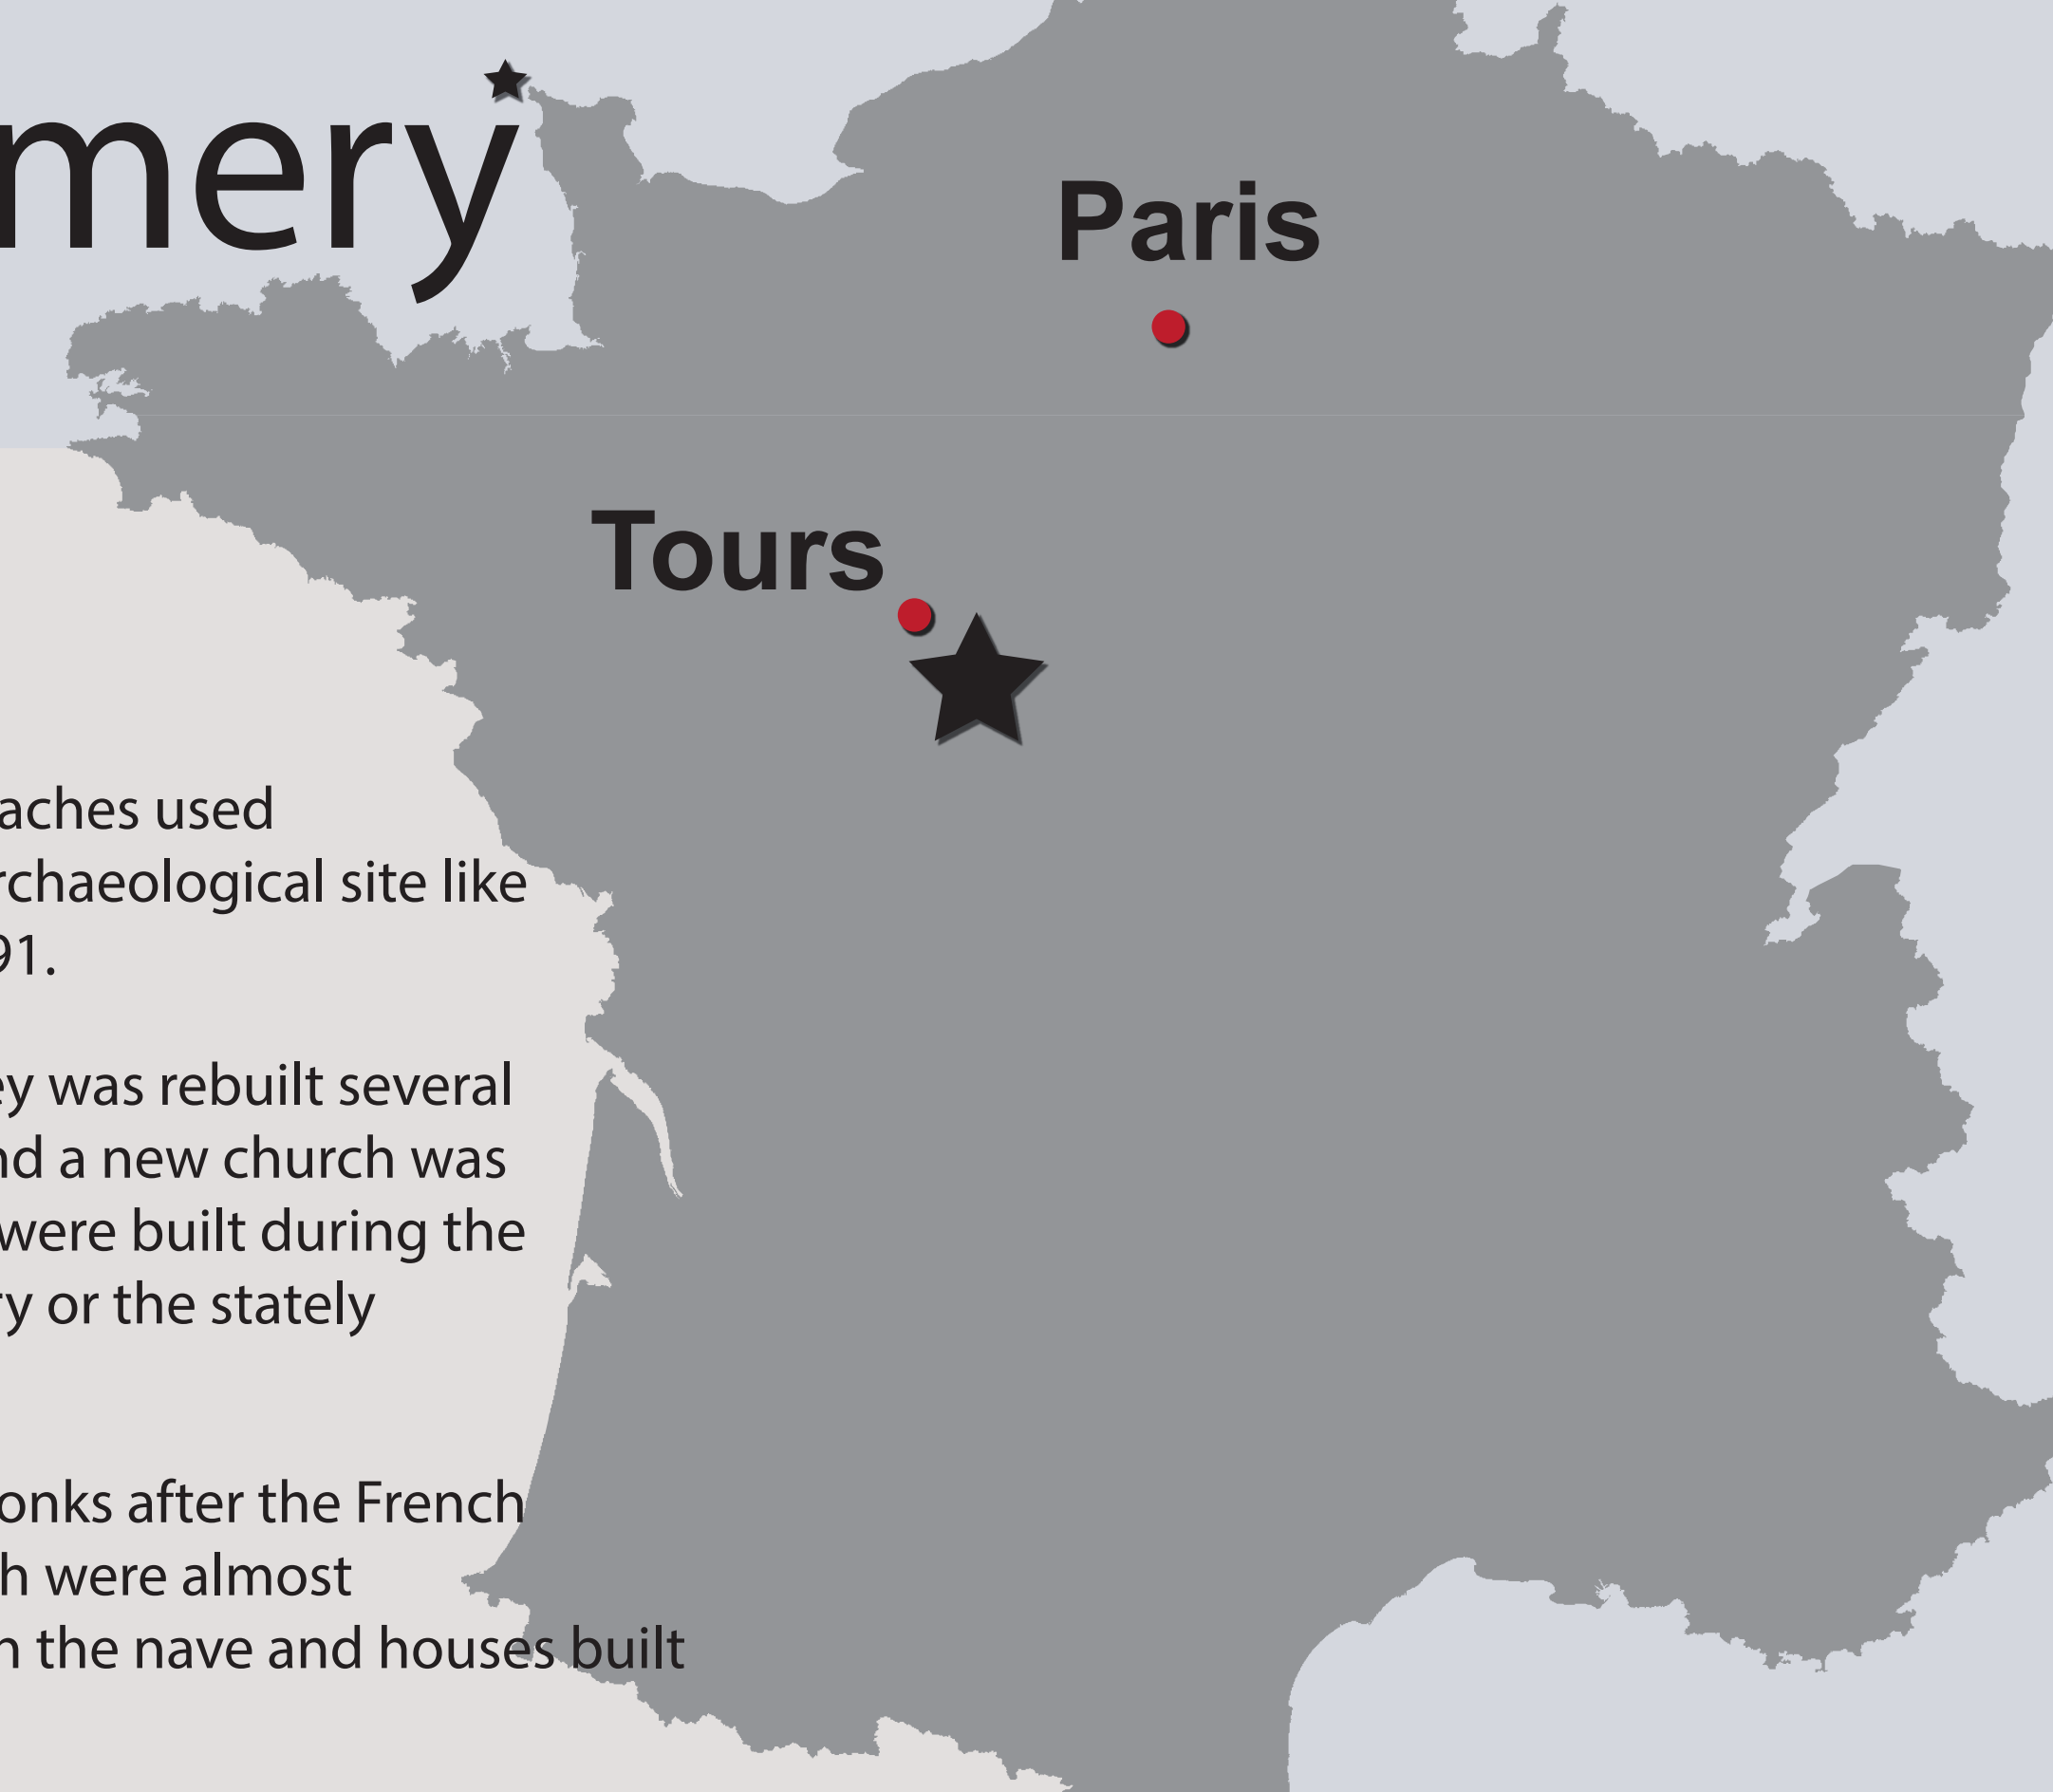 mery
Paris
Tours
aches used
rchaeological site like
91.
ey was rebuilt several
nd a new church was
were built during the
ry or the stately
onks after the French
h were almost
n the nave and houses built